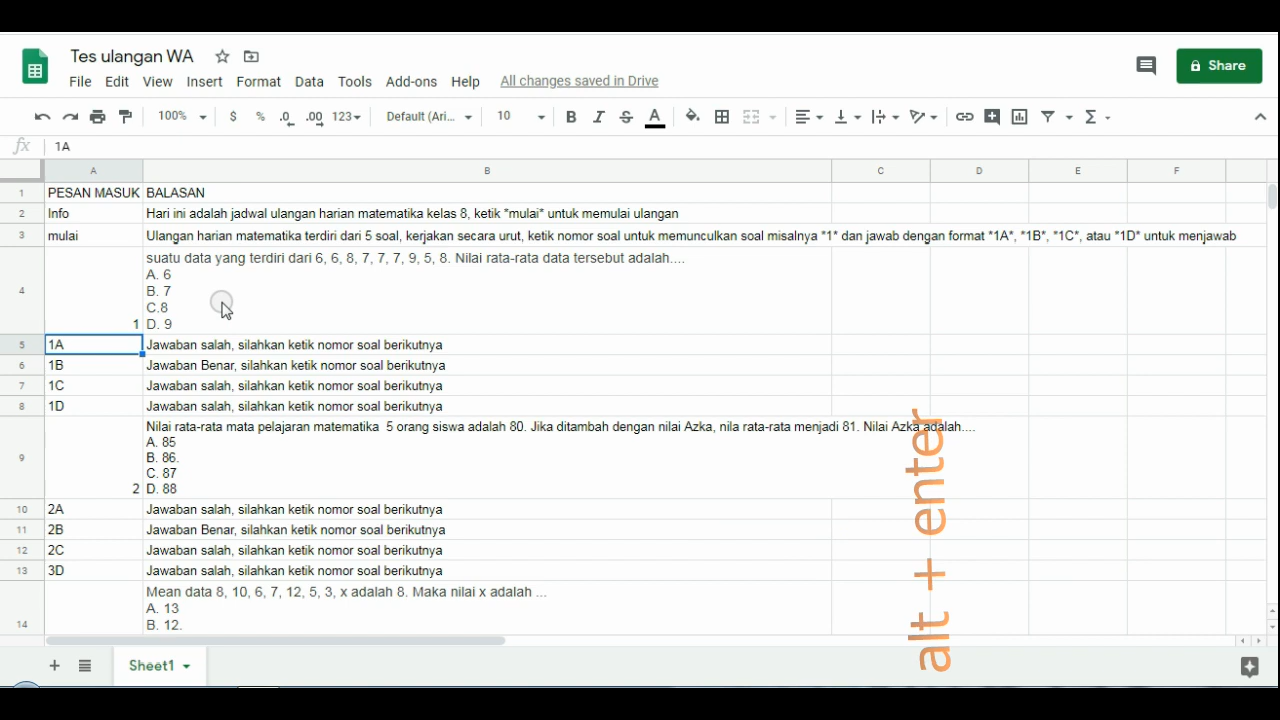 Tes ulangan WA
File Edit View Insert Format Data Tools Add-ons Help All changes saved in Drive
Share
100% $ % .0 .00 123 Default (Ari... 10 B I S A
fx 1A
A B C D E F
1 PESAN MASUK BALASAN
2 Info Hari ini adalah jadwal ulangan harian matematika kelas 8, ketik *mulai* untuk memulai ulangan
3 mulai Ulangan harian matematika terdiri dari 5 soal, kerjakan secara urut, ketik nomor soal untuk memunculkan soal misalnya *1* dan jawab dengan format *1A*, *1B*, *1C*, atau *1D* untuk menjawab
suatu data yang terdiri dari 6, 6, 8, 7, 7, 7, 9, 5, 8. Nilai rata-rata data tersebut adalah....
A. 6
4 B. 7
C.8
1 D. 9
5 1A Jawaban salah, silahkan ketik nomor soal berikutnya
6 1B Jawaban Benar, silahkan ketik nomor soal berikutnya
7 1C Jawaban salah, silahkan ketik nomor soal berikutnya
8 1D Jawaban salah, silahkan ketik nomor soal berikutnya
Nilai rata-rata mata pelajaran matematika 5 orang siswa adalah 80. Jika ditambah dengan nilai Azka, nila rata-rata menjadi 81. Nilai Azka adalah....
A. 85
9 B. 86.
C. 87
2 D. 88
10 2A Jawaban salah, silahkan ketik nomor soal berikutnya
11 2B Jawaban Benar, silahkan ketik nomor soal berikutnya
12 2C Jawaban salah, silahkan ketik nomor soal berikutnya
13 3D Jawaban salah, silahkan ketik nomor soal berikutnya
Mean data 8, 10, 6, 7, 12, 5, 3, x adalah 8. Maka nilai x adalah ...
A. 13
14 B. 12.
alt + enter
Sheet1